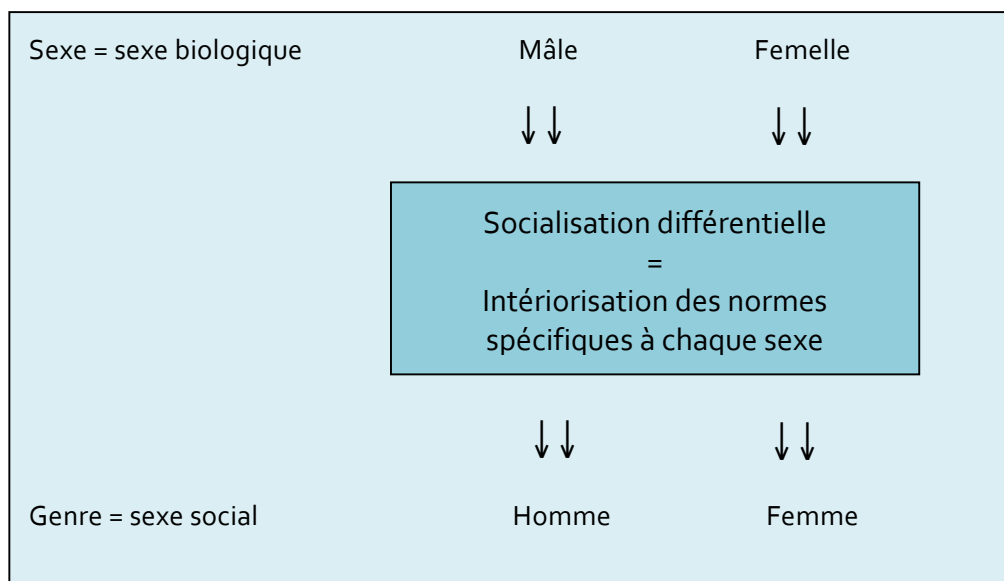 Sexe = sexe biologique Mâle Femelle
↓↓ ↓↓
Socialisation différentielle
=
Intériorisation des normes
spécifiques à chaque sexe
↓↓ ↓↓
Genre = sexe social Homme Femme